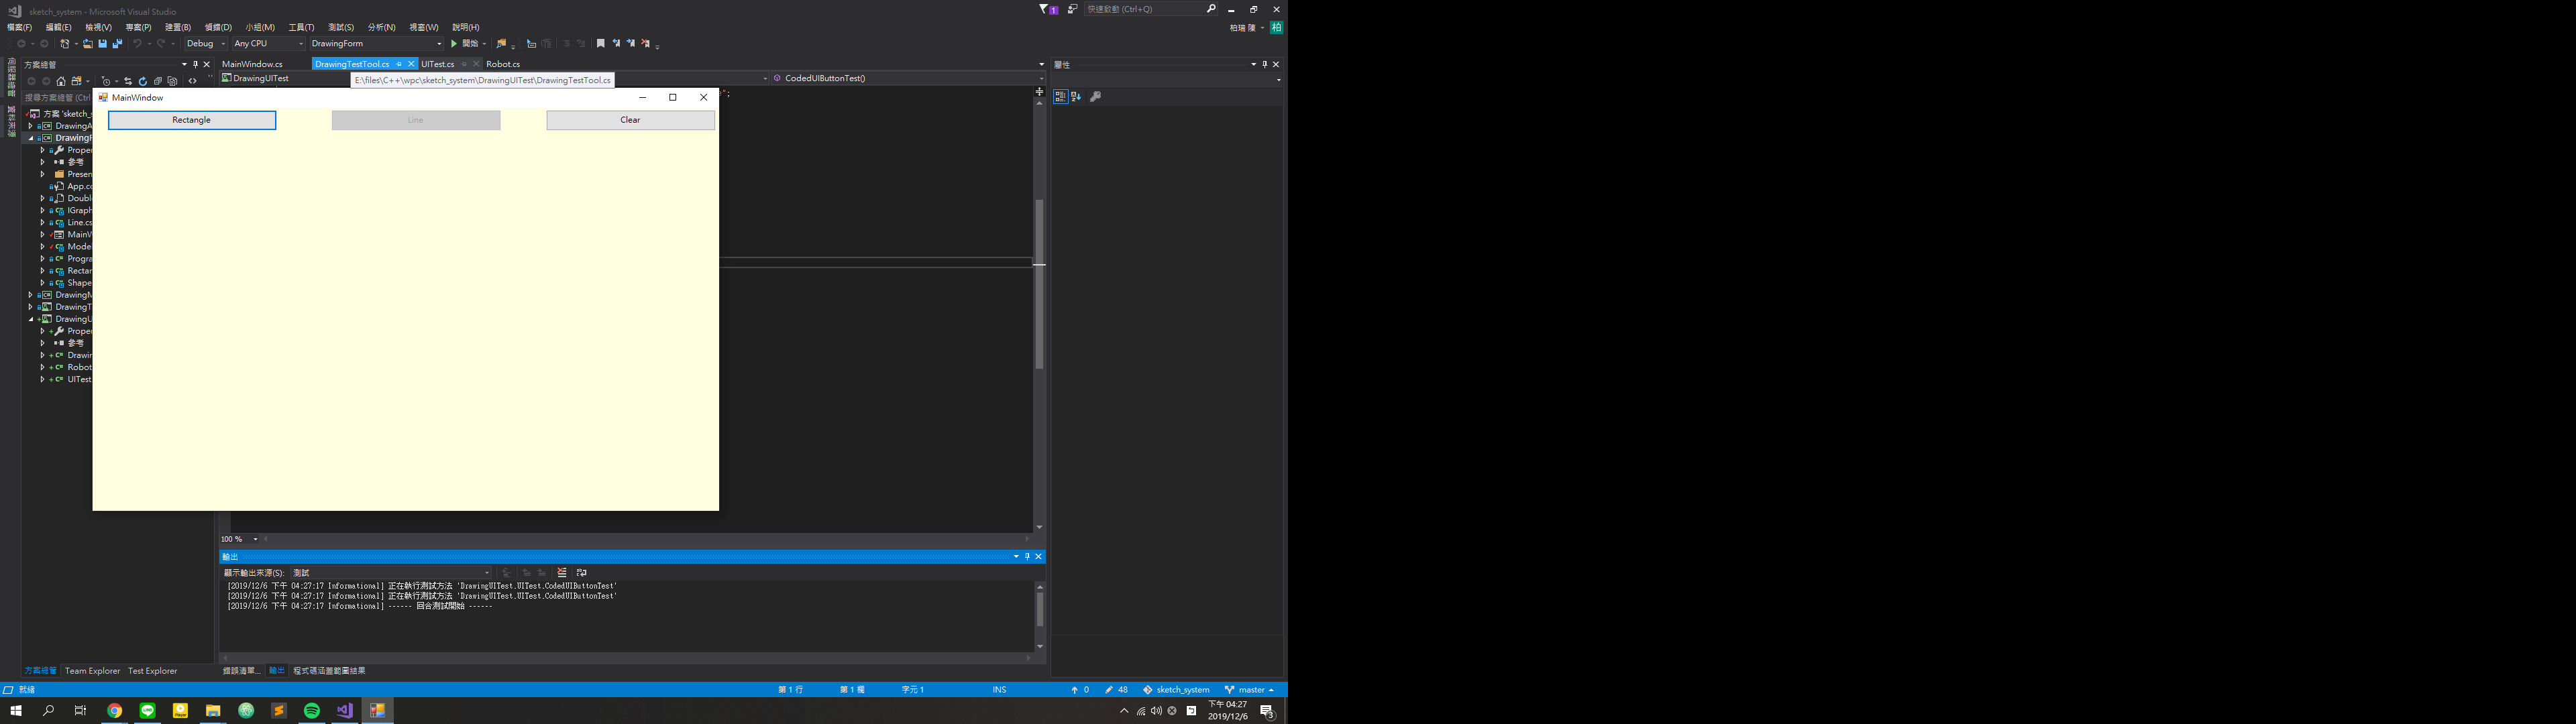 sketch_system - Microsoft Visual Studio
1
快速啟動 (Ctrl+Q)
檔案(F) 編輯(E) 檢視(V) 專案(P) 建置(B) 偵錯(D) 小組(M) 工具(T) 測試(S) 分析(N) 視窗(W) 說明(H)
柏瑞 陳
柏
Debug Any CPU DrawingForm 開始
方案總管
MainWindow.cs DrawingTestTool.cs UITest.cs Robot.cs
屬性
DrawingUITest
E:\files\C++\wpc\sketch_system\DrawingUITest\DrawingTestTool.cs
CodedUIButtonTest()
搜尋方案總管 (Ctrl
MainWindow
";
Rectangle Line Clear
方案 'sketch_s
DrawingA
DrawingF
Proper
參考
Presen
App.co
Doubl
IGraph
Line.cs
MainW
Model
Progra
Rectar
Shape
DrawingM
DrawingT
DrawingU
Proper
參考
Drawin
Robot
UITest.
100 %
輸出
顯示輸出來源(S): 測試
[2019/12/6 下午 04:27:17 Informational] 正在執行測試方法 'DrawingUITest.UITest.CodedUIButtonTest'
[2019/12/6 下午 04:27:17 Informational] 正在執行測試方法 'DrawingUITest.UITest.CodedUIButtonTest'
[2019/12/6 下午 04:27:17 Informational] ------ 回合測試開始 ------
方案總管 Team Explorer Test Explorer
錯誤清單... 輸出 程式碼涵蓋範圍結果
就緒
第 1 行 第 1 欄 字元 1 INS
0 48 sketch_system master
下午 04:27
2019/12/6
3